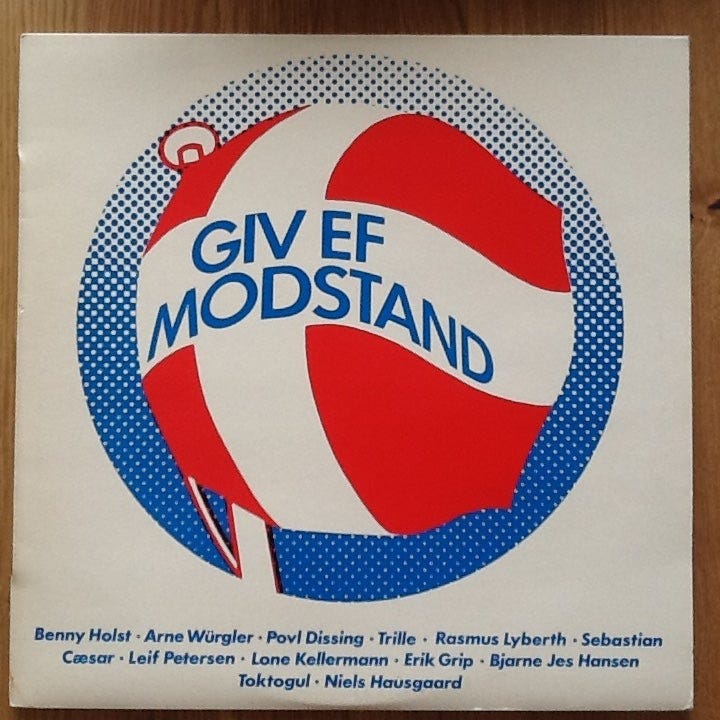 GIV EF
MODSTAND
Benny Holst · Arne Würgler · Povl Dissing · Trille · Rasmus Lyberth · Sebastian
Cæsar · Leif Petersen · Lone Kellermann · Erik Grip · Bjarne Jes Hansen
Toktogul · Niels Hausgaard